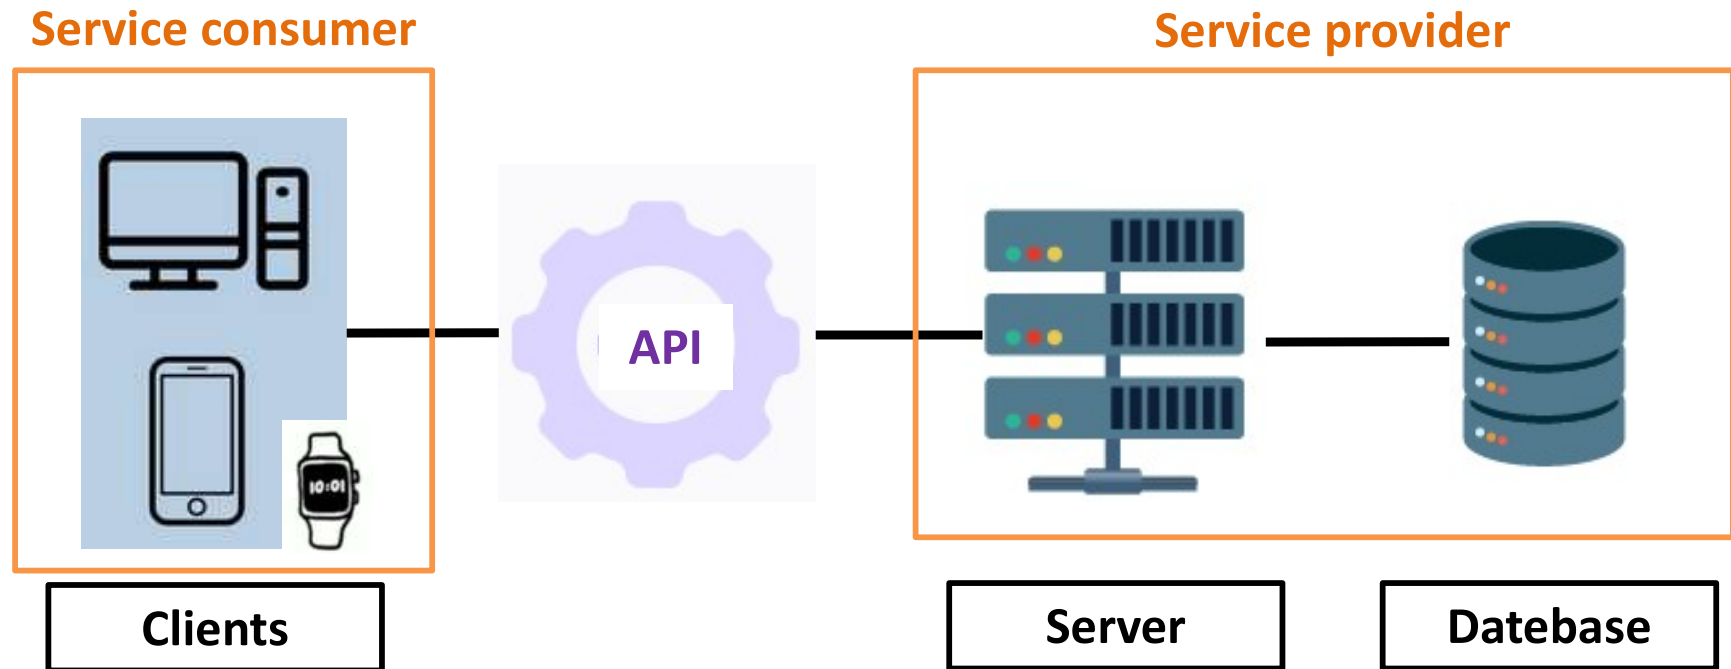 Service consumer
Service provider
API
10:01
Clients
Server
Datebase